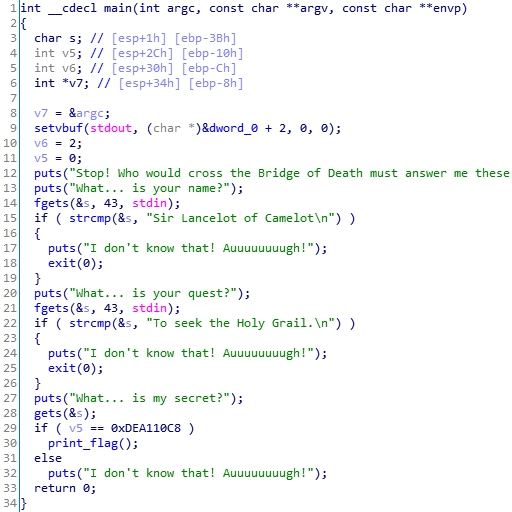 1 int __cdecl main(int argc, const char **argv, const char **envp)
2 {
3 char s; // [esp+1h] [ebp-3Bh]
4 int v5; // [esp+2Ch] [ebp-10h]
5 int v6; // [esp+30h] [ebp-Ch]
6 int *v7; // [esp+34h] [ebp-8h]
7
8 v7 = &argc;
9 setvbuf(stdout, (char *)&dword_0 + 2, 0, 0);
10 v6 = 2;
11 v5 = 0;
12 puts("Stop! Who would cross the Bridge of Death must answer me these
13 puts("What... is your name?");
14 fgets(&s, 43, stdin);
15 if ( strcmp(&s, "Sir Lancelot of Camelot\n") )
16 {
17 puts("I don't know that! Auuuuuuuugh!");
18 exit(0);
19 }
20 puts("What... is your quest?");
21 fgets(&s, 43, stdin);
22 if ( strcmp(&s, "To seek the Holy Grail.\n") )
23 {
24 puts("I don't know that! Auuuuuuuugh!");
25 exit(0);
26 }
27 puts("What... is my secret?");
28 gets(&s);
29 if ( v5 == 0xDEA110C8 )
30 print_flag();
31 else
32 puts("I don't know that! Auuuuuuuugh!");
33 return 0;
34 }